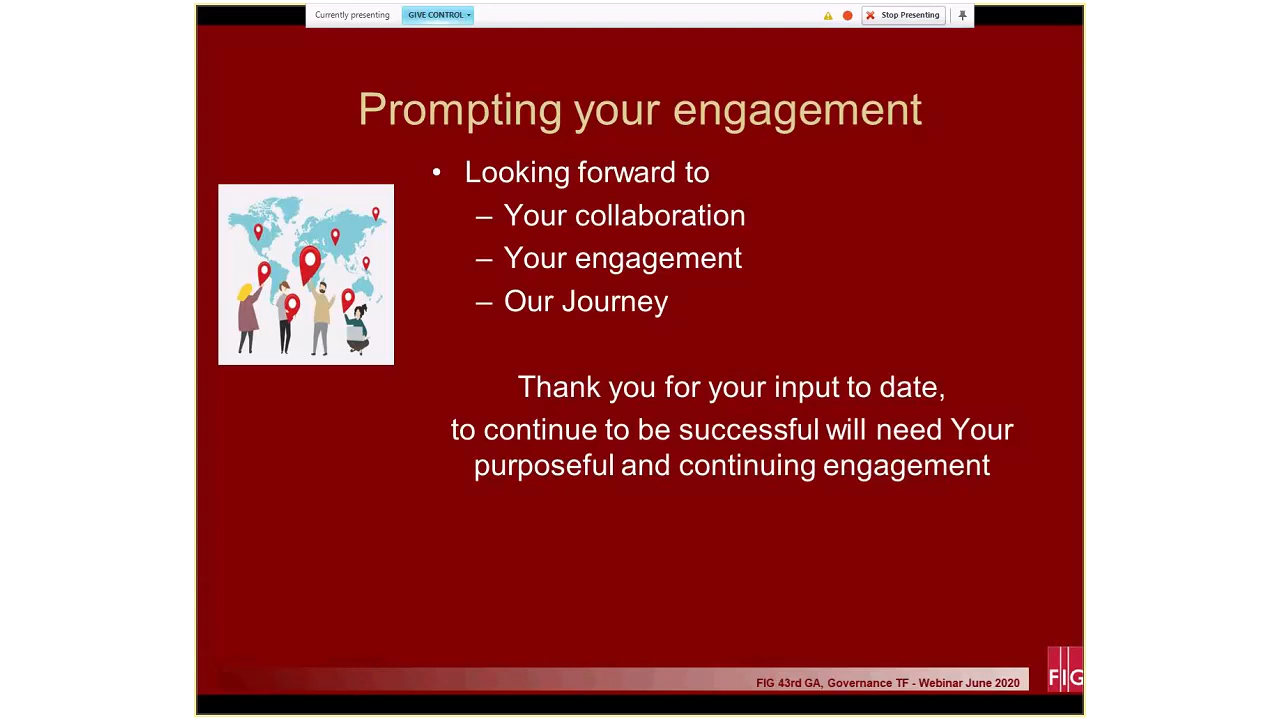 Currently presenting GIVE CONTROL Stop Presenting
Prompting your engagement
• Looking forward to
– Your collaboration
– Your engagement
– Our Journey
Thank you for your input to date,
to continue to be successful will need Your
purposeful and continuing engagement
FIG 43rd GA, Governance TF - Webinar June 2020
FIG